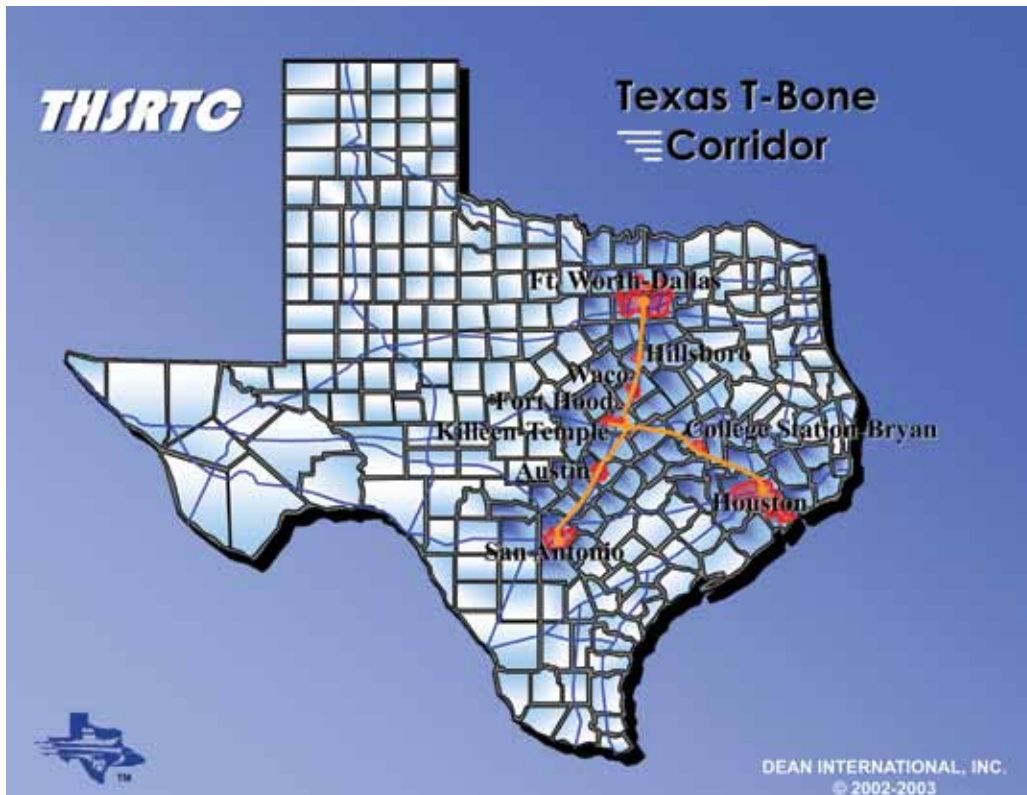 THSRTC
Texas T-Bone
Corridor
Ft. Worth-Dallas
Hillsboro
Waco
Fort Hood
Killeen-Temple
College Station-Bryan
Austin
Houston
San Antonio
TM
DEAN INTERNATIONAL, INC.
© 2002-2003